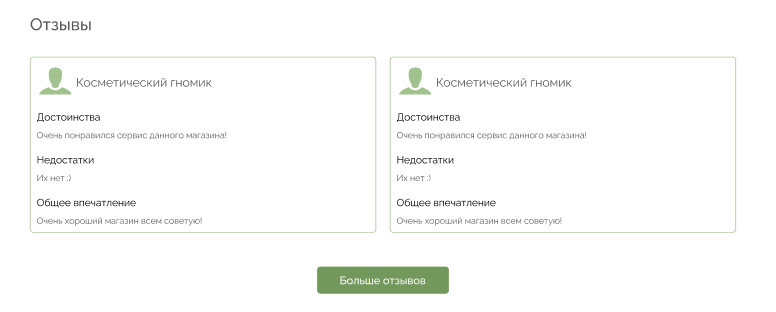 Отзывы
Косметический гномик
Достоинства
Очень понравился сервис данного магазина!
Недостатки
Их нет :)
Общее впечатление
Очень хороший магазин всем советую!
Косметический гномик
Достоинства
Очень понравился сервис данного магазина!
Недостатки
Их нет :)
Общее впечатление
Очень хороший магазин всем советую!
Больше отзывов